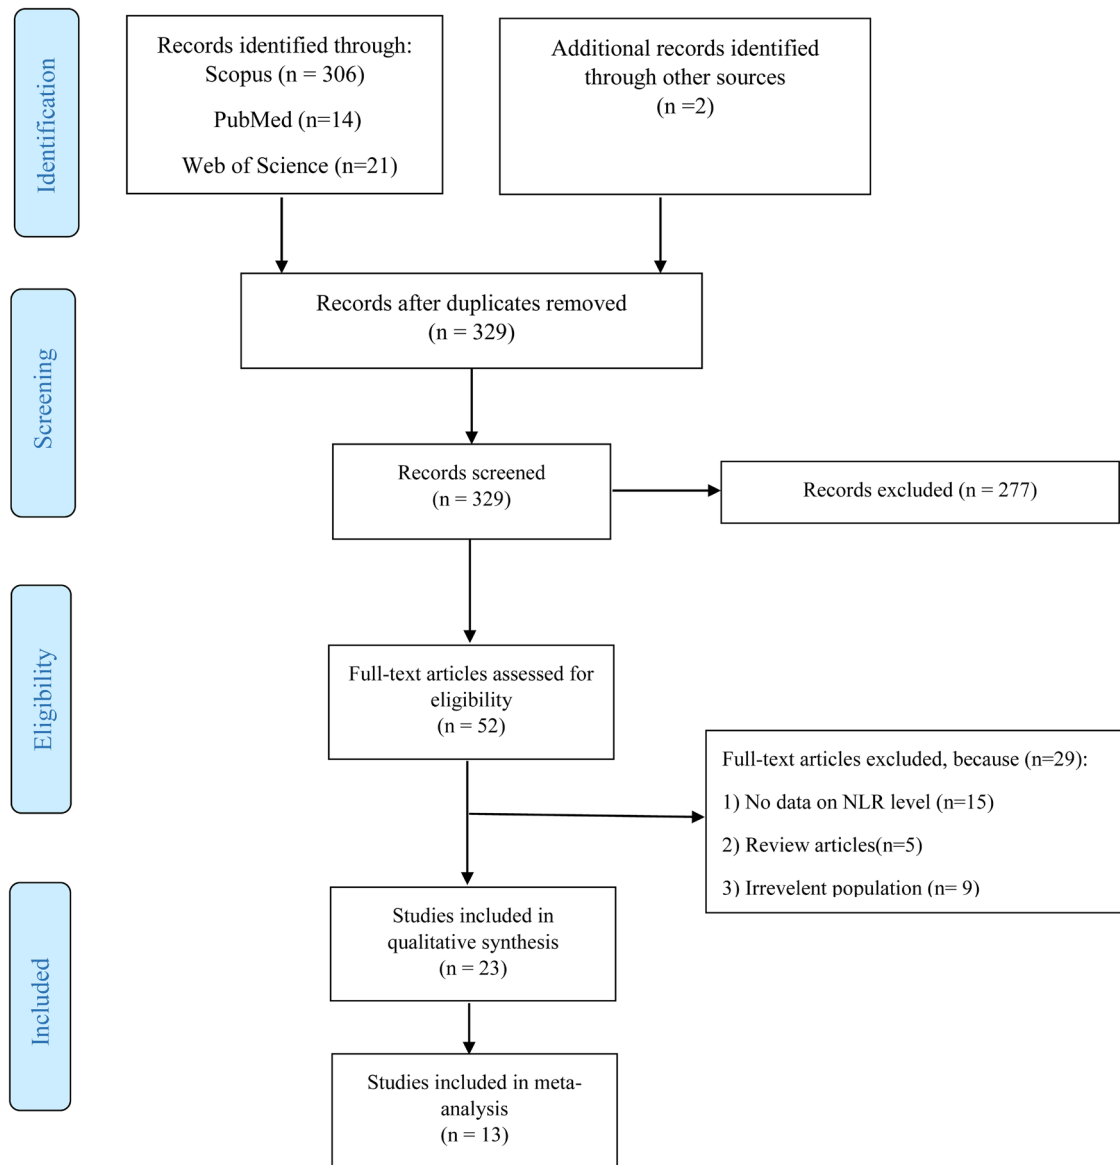 Identification
Records identified through:
Scopus (n = 306)
PubMed (n=14)
Web of Science (n=21)
Additional records identified
through other sources
(n =2)
Screening
Records after duplicates removed
(n = 329)
Records screened
(n = 329)
Records excluded (n = 277)
Eligibility
Full-text articles assessed for
eligibility
(n = 52)
Full-text articles excluded, because (n=29):
1) No data on NLR level (n=15)
2) Review articles(n=5)
3) Irrevelent population (n= 9)
Included
Studies included in
qualitative synthesis
(n = 23)
Studies included in meta-
analysis
(n = 13)